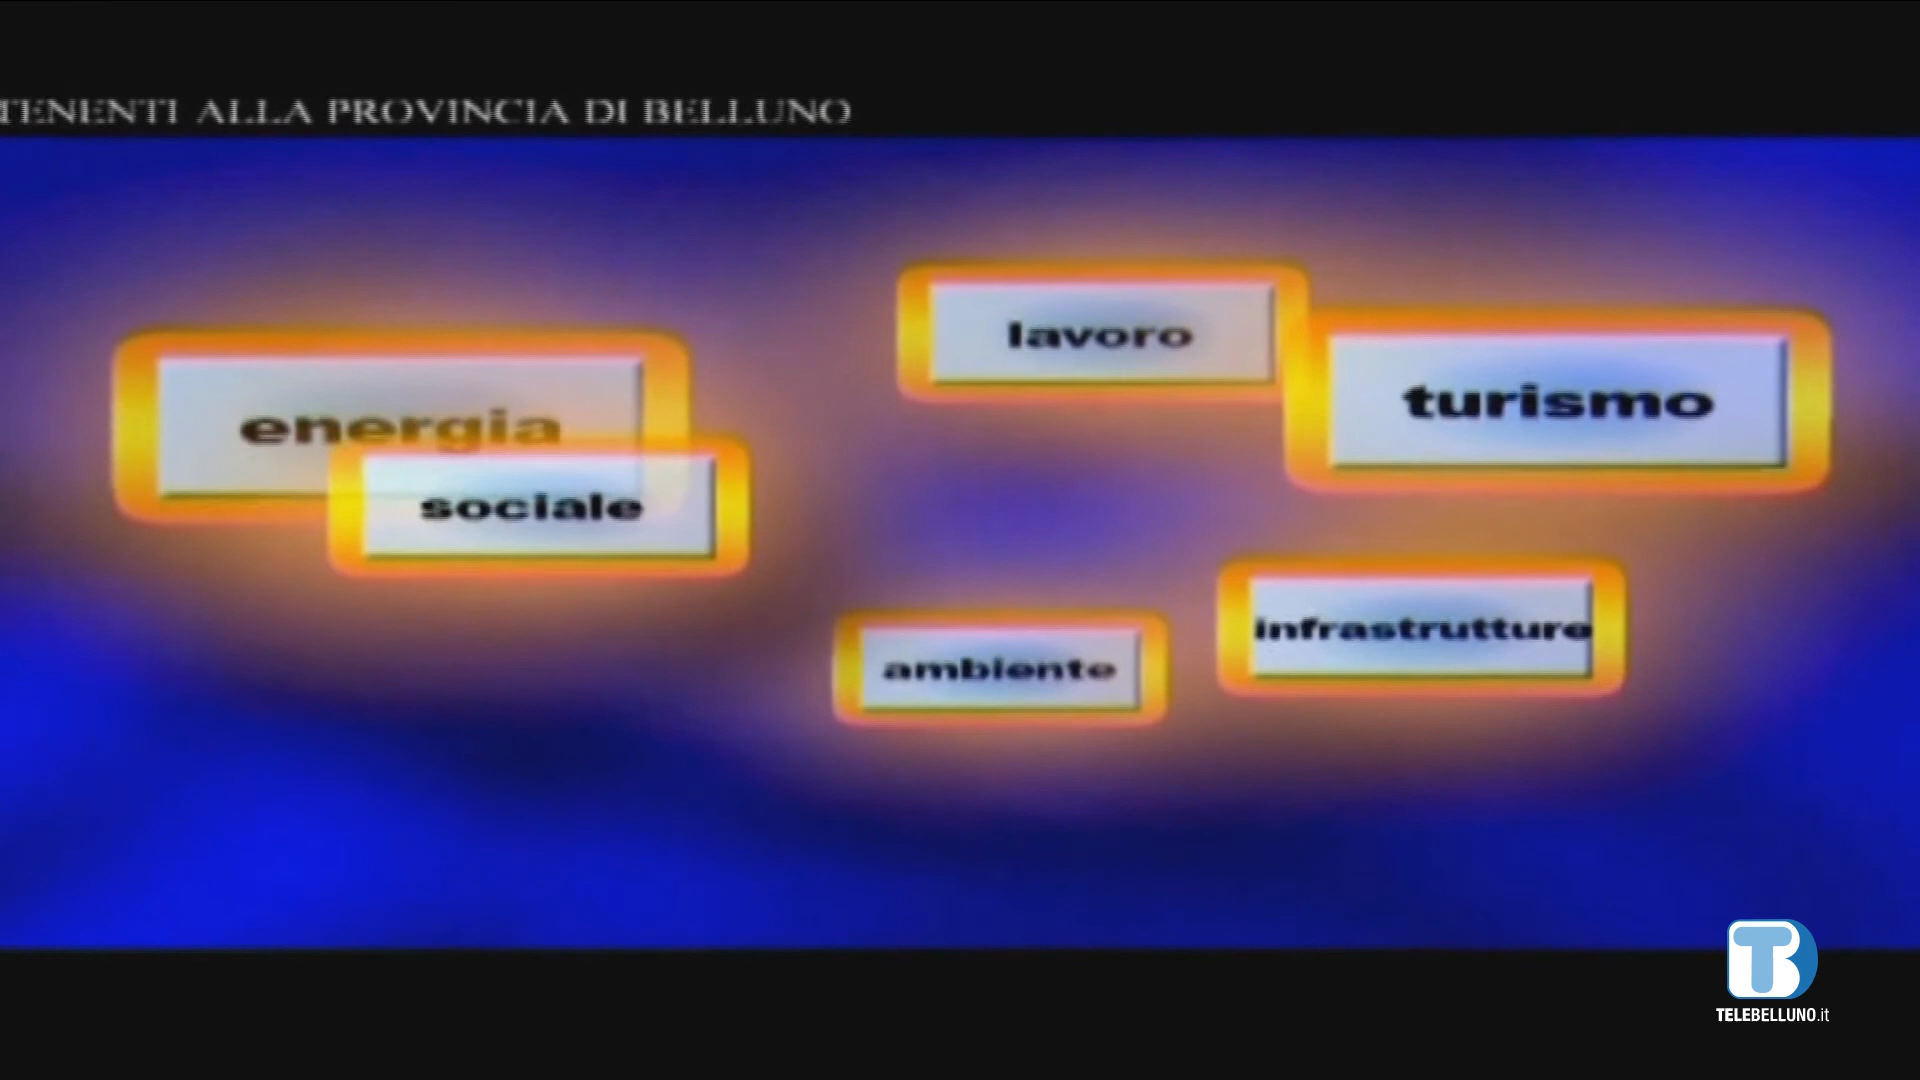 TENENTI ALLA PROVINCIA DI BELLUNO
lavoro
turismo
energia
sociale
infrastrutture
ambiente
TELEBELLUNO.it